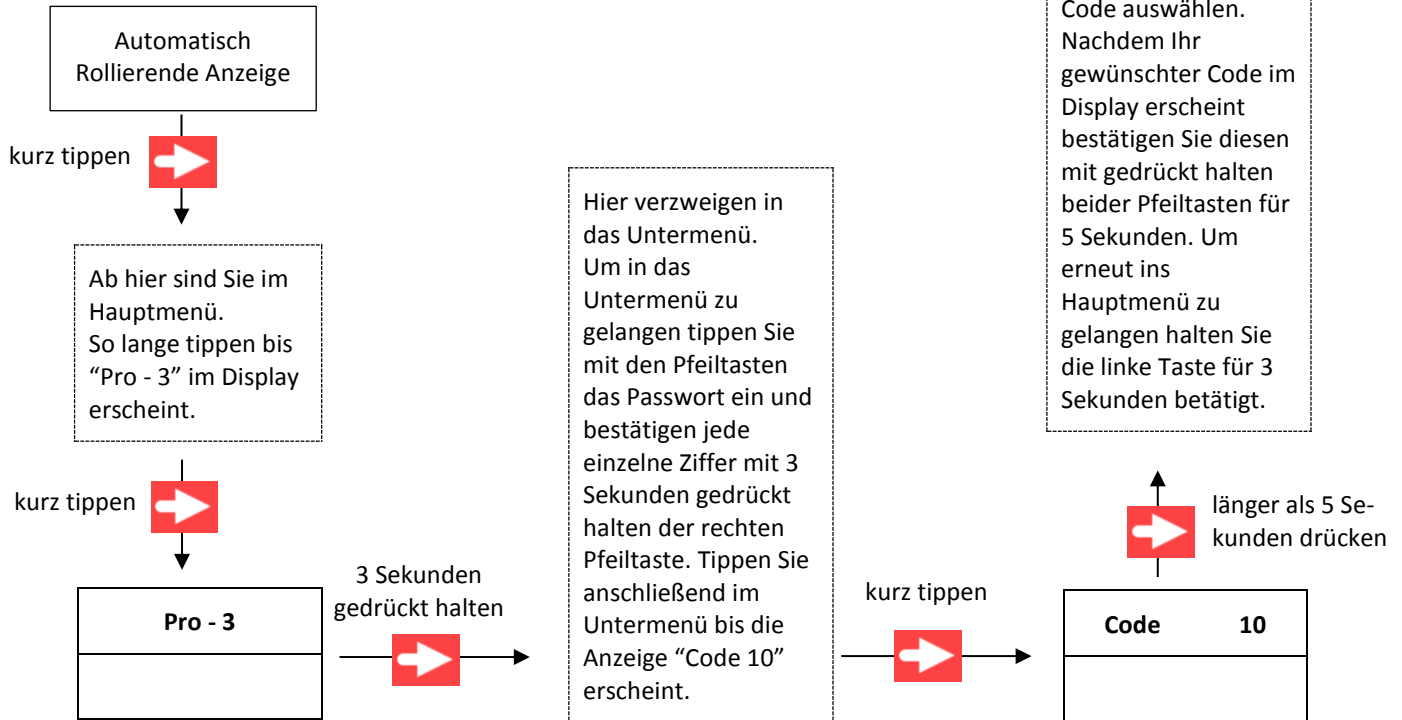 Automatisch
Rollierende Anzeige
kurz tippen
Ab hier sind Sie im
Hauptmenü.
So lange tippen bis
“Pro - 3” im Display
erscheint.
kurz tippen
Pro - 3
3 Sekunden
gedrückt halten
Hier verzweigen in
das Untermenü.
Um in das
Untermenü zu
gelangen tippen Sie
mit den Pfeiltasten
das Passwort ein und
bestätigen jede
einzelne Ziffer mit 3
Sekunden gedrückt
halten der rechten
Pfeiltaste. Tippen Sie
anschließend im
Untermenü bis die
Anzeige “Code 10”
erscheint.
kurz tippen
Code 10
länger als 5 Se-
kunden drücken
Code auswählen.
Nachdem Ihr
gewünschter Code im
Display erscheint
bestätigen Sie diesen
mit gedrückt halten
beider Pfeiltasten für
5 Sekunden. Um
erneut ins
Hauptmenü zu
gelangen halten Sie
die linke Taste für 3
Sekunden betätigt.